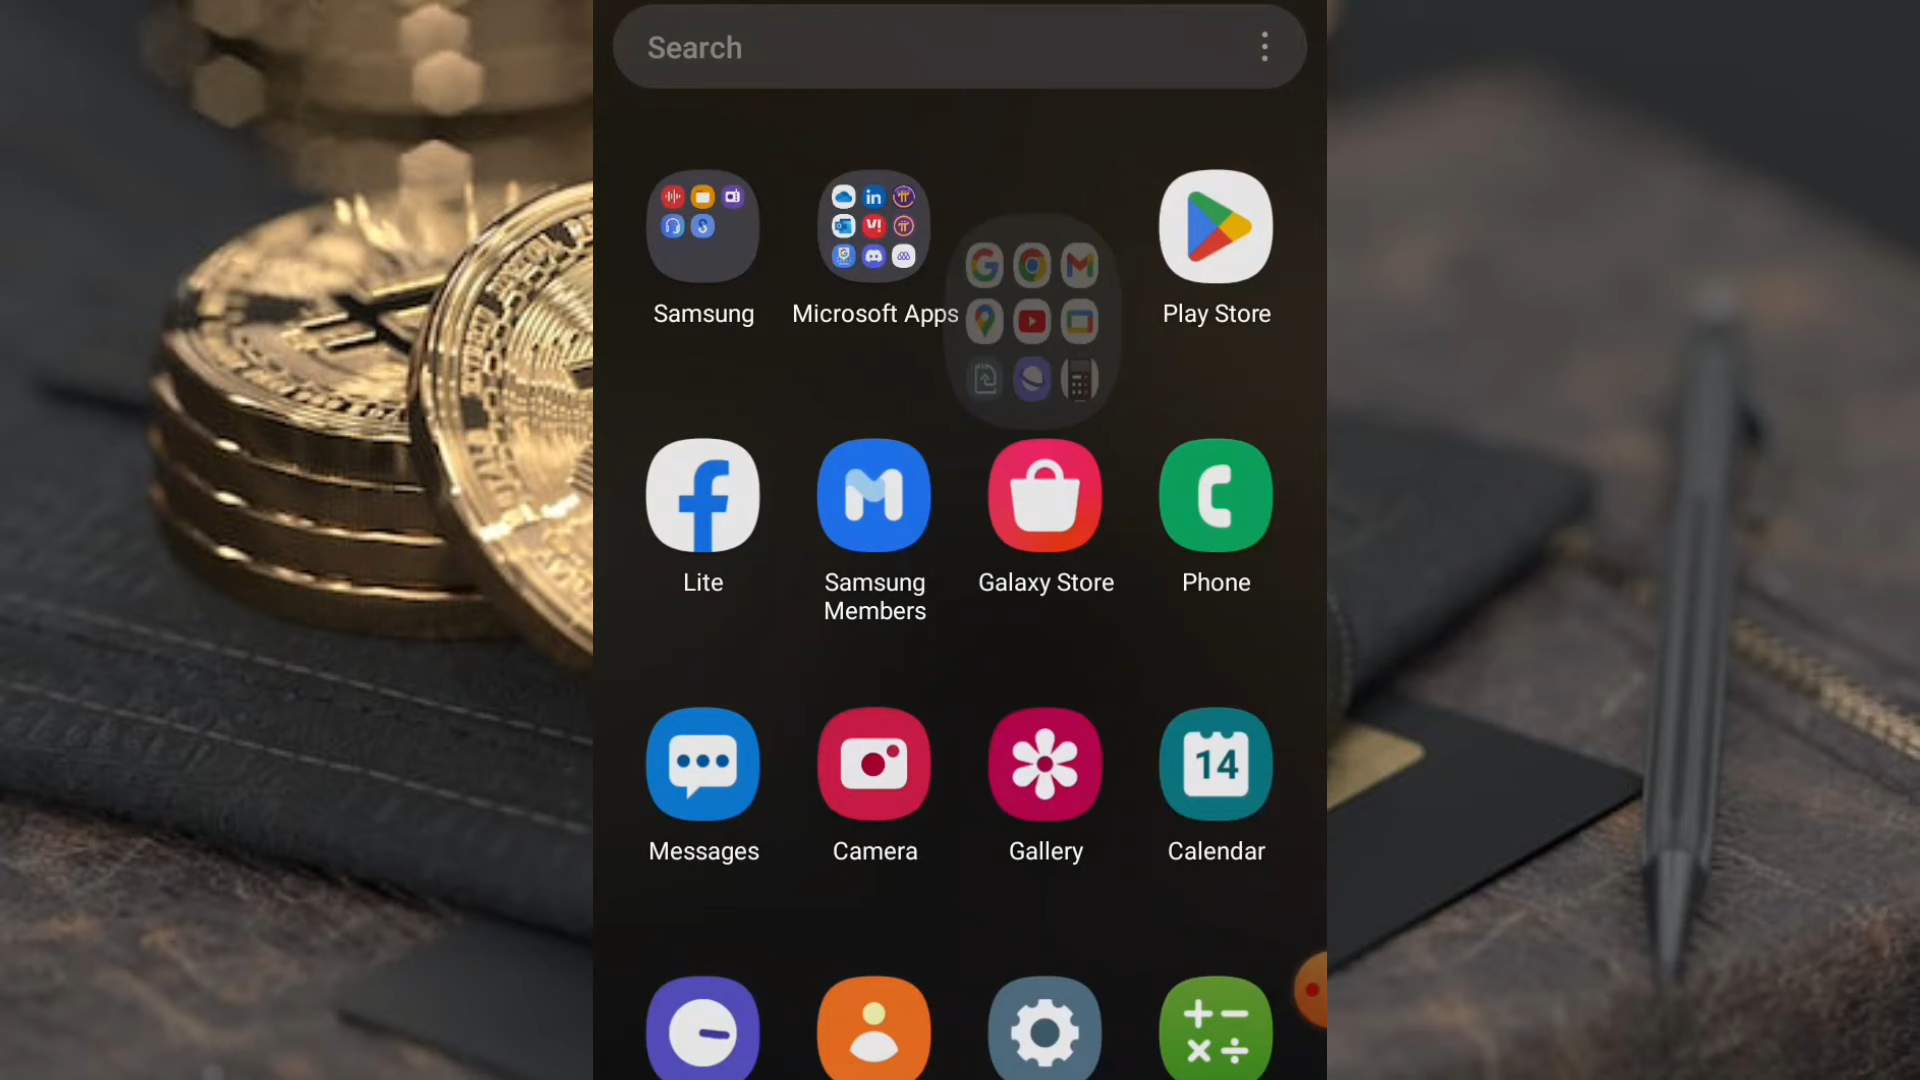 Search
Samsung
Microsoft Apps
Play Store
Lite
Samsung
Members
Galaxy Store
Phone
14
Messages
Camera
Gallery
Calendar